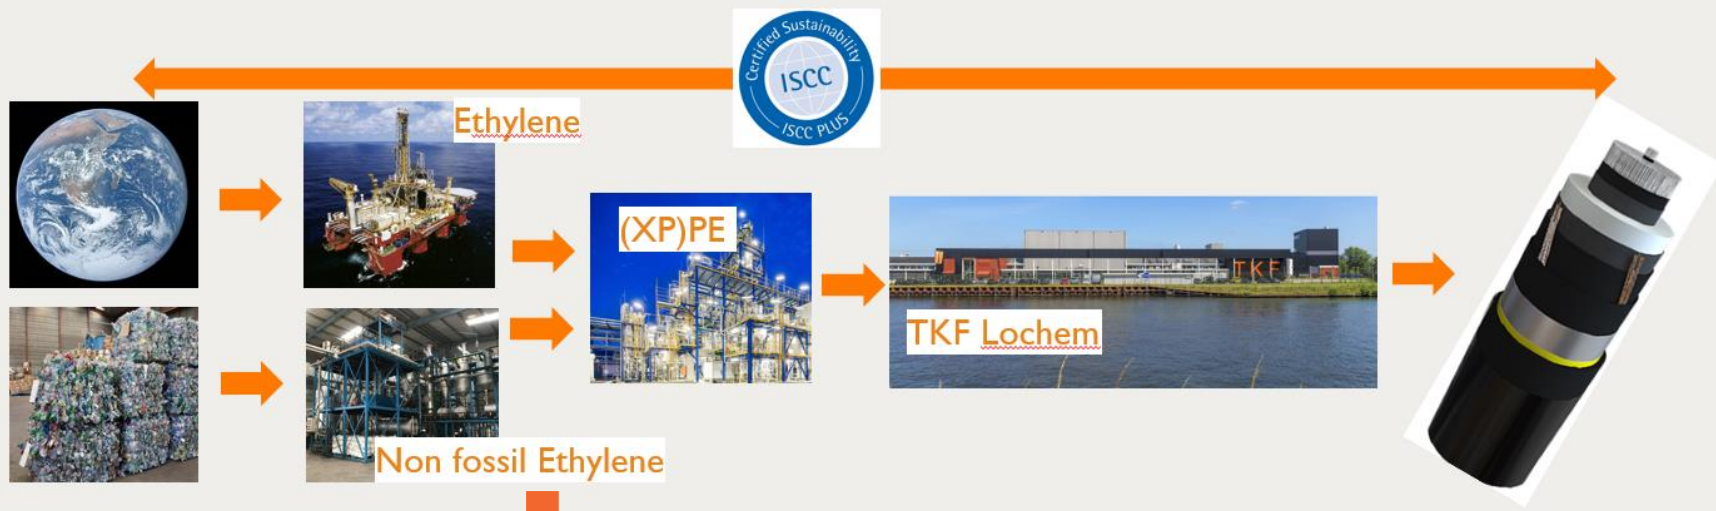 Certified Sustainability
ISCC
ISCC PLUS
Ethylene
(XP)PE
TKF
TKF Lochem
Non fossil Ethylene